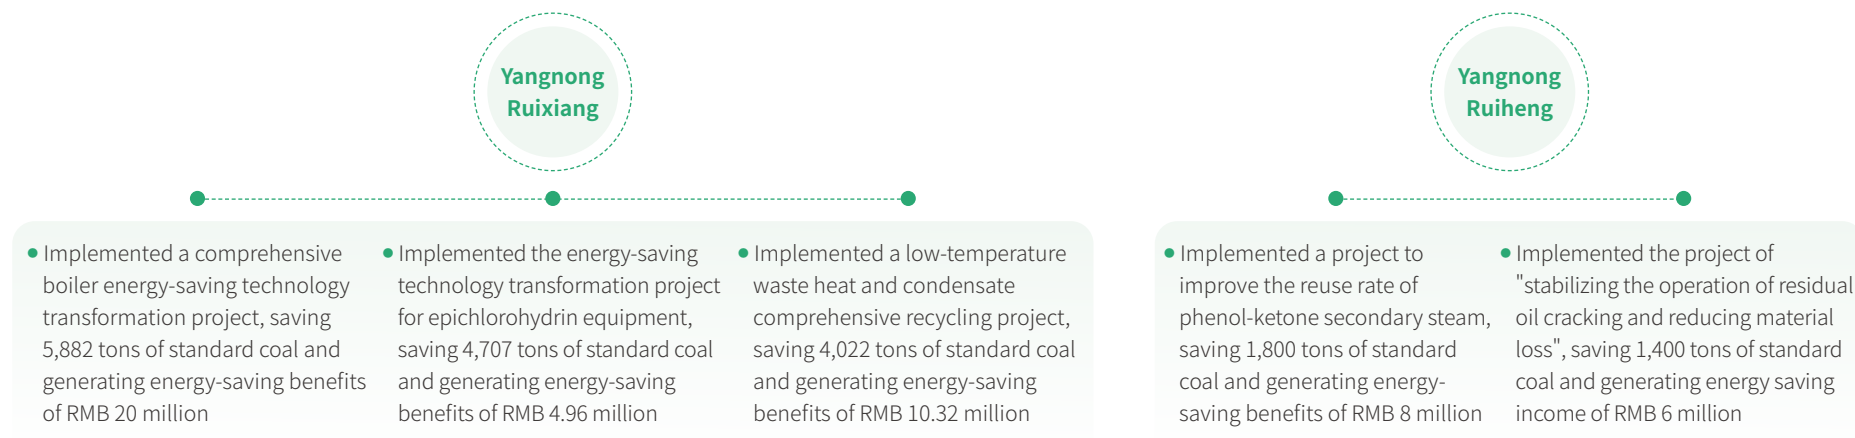 Yangnong
Ruixiang
Implemented a comprehensive
boiler energy-saving technology
transformation project, saving
5,882 tons of standard coal and
generating energy-saving benefits
of RMB 20 million
Implemented the energy-saving
technology transformation project
for epichlorohydrin equipment,
saving 4,707 tons of standard coal
and generating energy-saving
benefits of RMB 4.96 million
Implemented a low-temperature
waste heat and condensate
comprehensive recycling project,
saving 4,022 tons of standard coal
and generating energy-saving
benefits of RMB 10.32 million
Yangnong
Ruiheng
Implemented a project to
improve the reuse rate of
phenol-ketone secondary steam,
saving 1,800 tons of standard
coal and generating energy-
saving benefits of RMB 8 million
Implemented the project of
"stabilizing the operation of residual
oil cracking and reducing material
loss", saving 1,400 tons of standard
coal and generating energy saving
income of RMB 6 million